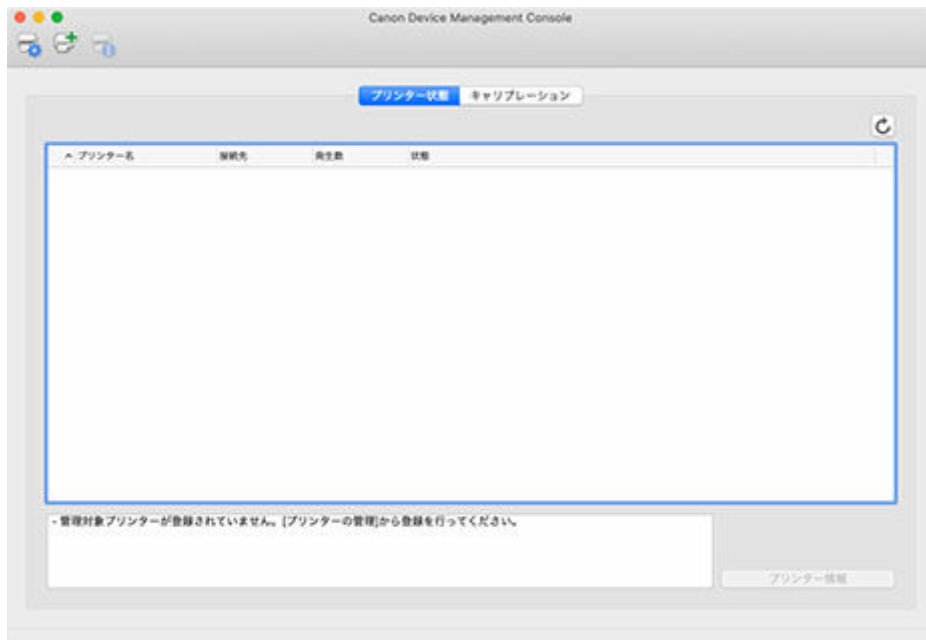 Canon Device Management Console
プリンター状態 キャリブレーション
プリンター名 接続先 発生数 状態
- 管理対象プリンターが登録されていません。[プリンターの管理]から登録を行ってください。
プリンター情報